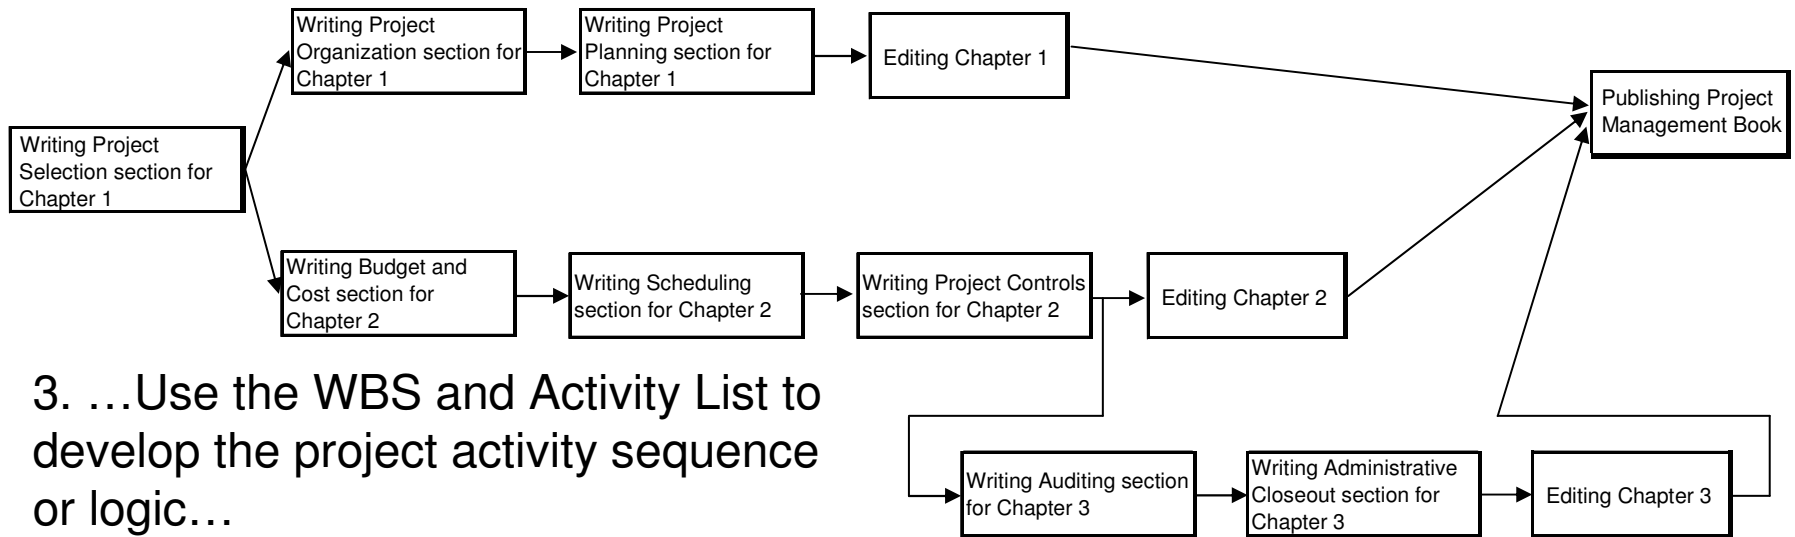 Writing Project
Organization section for
Chapter 1
Writing Project
Planning section for
Chapter 1
Editing Chapter 1
Publishing Project
Management Book
Writing Project
Selection section for
Chapter 1
Writing Budget and
Cost section for
Chapter 2
Writing Scheduling
section for Chapter 2
Writing Project Controls
section for Chapter 2
Editing Chapter 2
3. …Use the WBS and Activity List to
develop the project activity sequence
or logic…
Writing Auditing section
for Chapter 3
Writing Administrative
Closeout section for
Chapter 3
Editing Chapter 3